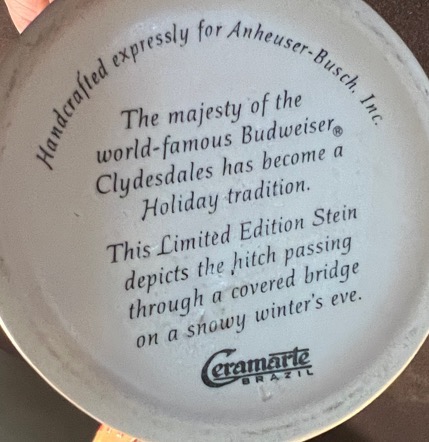 Handcrafted expressly for Anheuser-Busch, Inc.
The majesty of the
world-famous Budweiser®
Clydesdales has become a
Holiday tradition.
This Limited Edition Stein
depicts the hitch passing
through a covered bridge
on a snowy winter's eve.
Ceramarte
BRAZIL